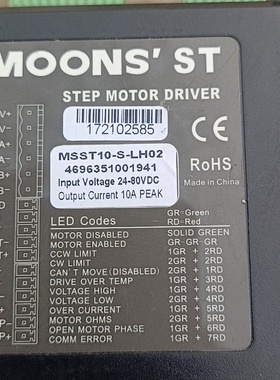 MOONS' ST
STEP MOTOR DRIVER
172102585
CE
MSST10-S-LH02
4696351001941
Input Voltage 24-80VDC
Output Current 10A PEAK
RoHS
Made in China
LED Codes
GR=Green
RD=Red
MOTOR DISABLED SOLID GREEN
MOTOR ENABLED GR-GR-GR
CCW LIMIT 1GR + 2RD
CW LIMIT 2GR + 2RD
CAN'T MOVE (DISABLED) 2GR + 1RD
DRIVE OVER TEMP 1GR + 3RD
VOLTAGE HIGH 1GR + 4RD
VOLTAGE LOW 2GR + 4RD
OVER CURRENT 1GR + 5RD
MOTOR OHMS 2GR + 5RD
OPEN MOTOR PHASE 1GR + 6RD
COMM ERROR 1GR + 7RD